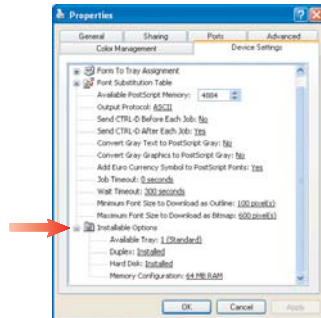 Properties
General Sharing Ports Advanced
Color Management Device Settings
Form To Tray Assignment
Font Substitution Table
Available PostScript Memory: 4084
Output Protocol: ASCII
Send CTRL-D Before Each Job: No
Send CTRL-D After Each Job: Yes
Convert Gray Text to PostScript Gray: No
Convert Gray Graphics to PostScript Gray: No
Add Euro Currency Symbol to PostScript Fonts: Yes
Job Timeout: 0 seconds
Wait Timeout: 300 seconds
Minimum Font Size to Download as Outline: 100 pixel(s)
Maximum Font Size to Download as Bitmap: 600 pixel(s)
Installable Options
Available Tray: 1 (Standard)
Duplex: Installed
Hard Disk: Installed
Memory Configuration: 64 MB RAM
OK Cancel Apply